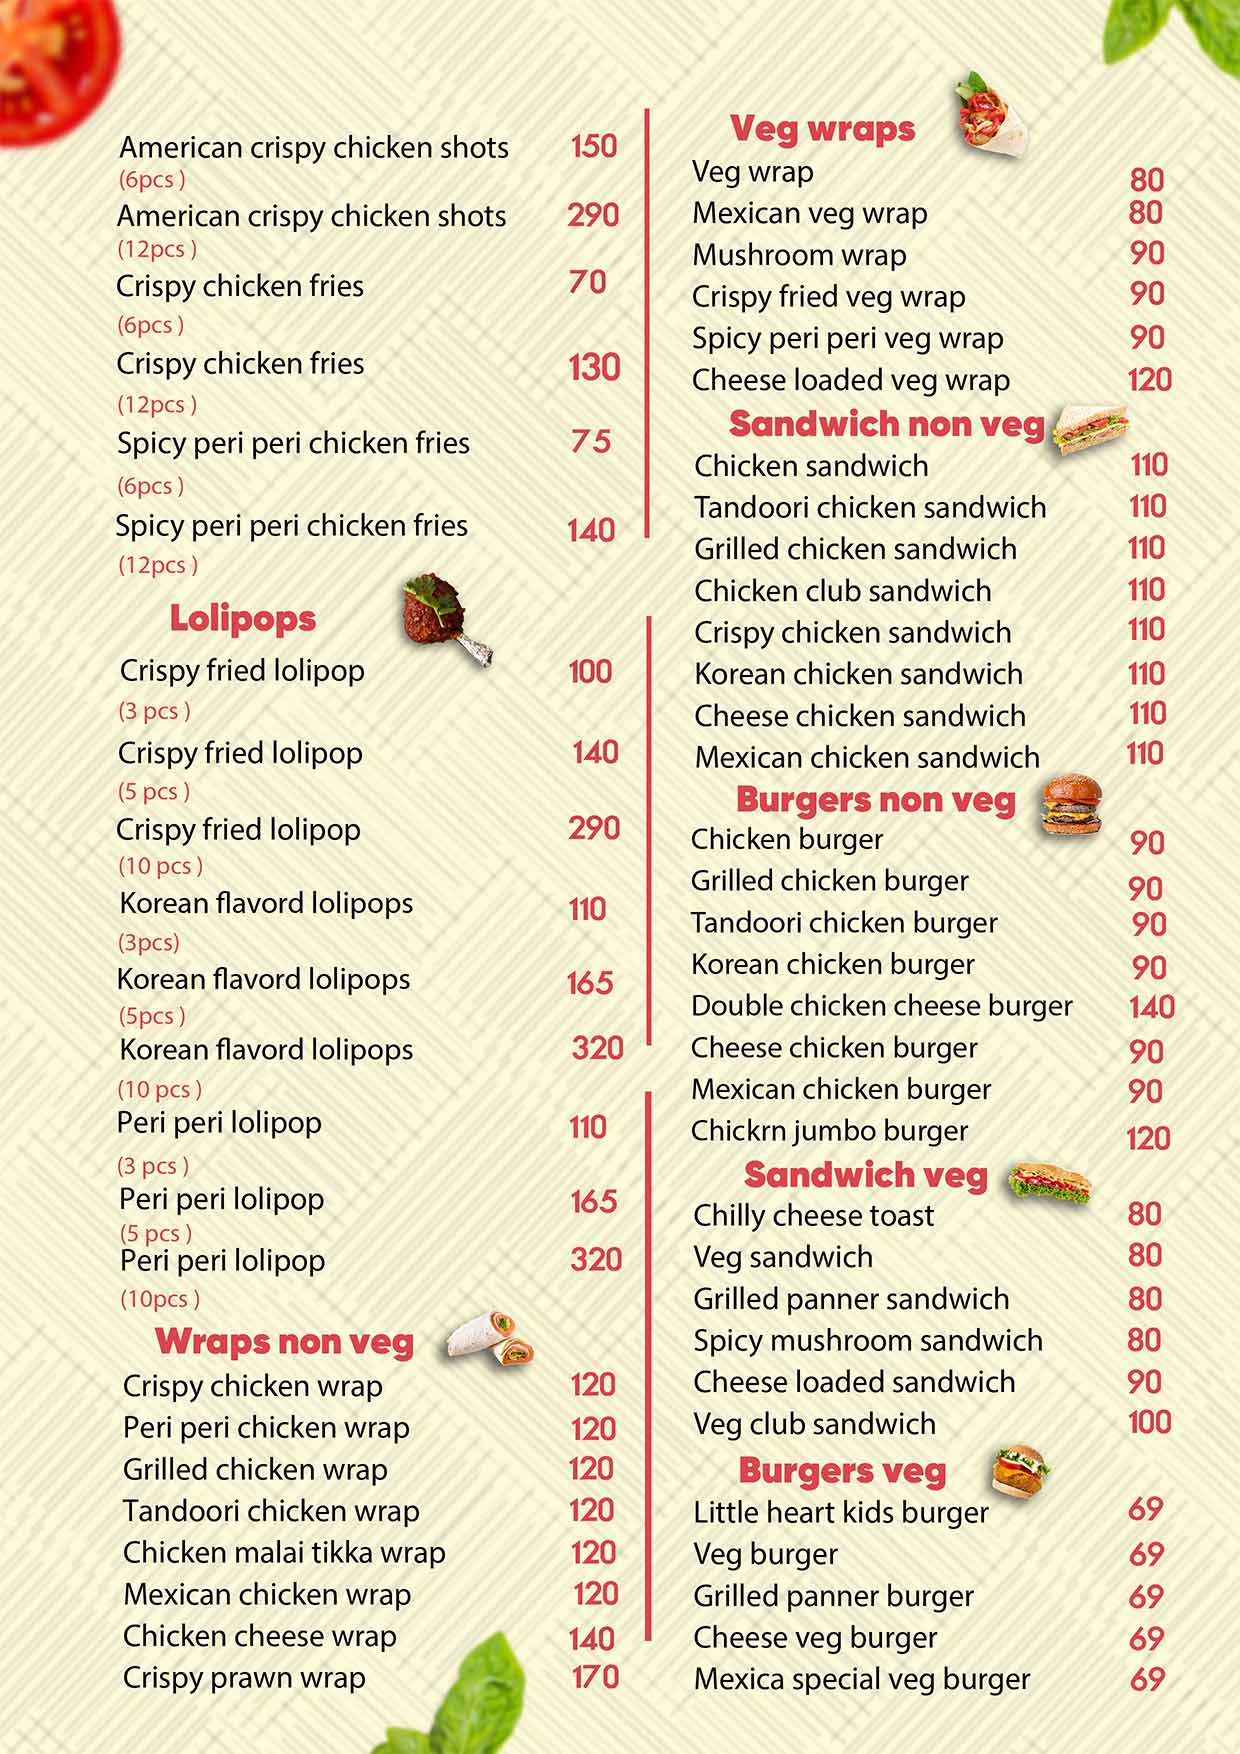 American crispy chicken shots 150
(6pcs )
American crispy chicken shots 290
(12pcs )
Crispy chicken fries 70
(6pcs )
Crispy chicken fries 130
(12pcs )
Spicy peri peri chicken fries 75
(6pcs )
Spicy peri peri chicken fries 140
(12pcs )
Lolipops
Crispy fried lolipop 100
(3 pcs )
Crispy fried lolipop 140
(5 pcs )
Crispy fried lolipop 290
(10 pcs )
Korean flavord lolipops 110
(3pcs)
Korean flavord lolipops 165
(5pcs )
Korean flavord lolipops 320
(10 pcs )
Peri peri lolipop 110
(3 pcs )
Peri peri lolipop 165
(5 pcs )
Peri peri lolipop 320
(10pcs )
Wraps non veg
Crispy chicken wrap 120
Peri peri chicken wrap 120
Grilled chicken wrap 120
Tandoori chicken wrap 120
Chicken malai tikka wrap 120
Mexican chicken wrap 120
Chicken cheese wrap 140
Crispy prawn wrap 170
Veg wraps
Veg wrap 80
Mexican veg wrap 80
Mushroom wrap 90
Crispy fried veg wrap 90
Spicy peri peri veg wrap 90
Cheese loaded veg wrap 120
Sandwich non veg
Chicken sandwich 110
Tandoori chicken sandwich 110
Grilled chicken sandwich 110
Chicken club sandwich 110
Crispy chicken sandwich 110
Korean chicken sandwich 110
Cheese chicken sandwich 110
Mexican chicken sandwich 110
Burgers non veg
Chicken burger 90
Grilled chicken burger 90
Tandoori chicken burger 90
Korean chicken burger 90
Double chicken cheese burger 140
Cheese chicken burger 90
Mexican chicken burger 90
Chickrn jumbo burger 120
Sandwich veg
Chilly cheese toast 80
Veg sandwich 80
Grilled panner sandwich 80
Spicy mushroom sandwich 80
Cheese loaded sandwich 90
Veg club sandwich 100
Burgers veg
Little heart kids burger 69
Veg burger 69
Grilled panner burger 69
Cheese veg burger 69
Mexica special veg burger 69